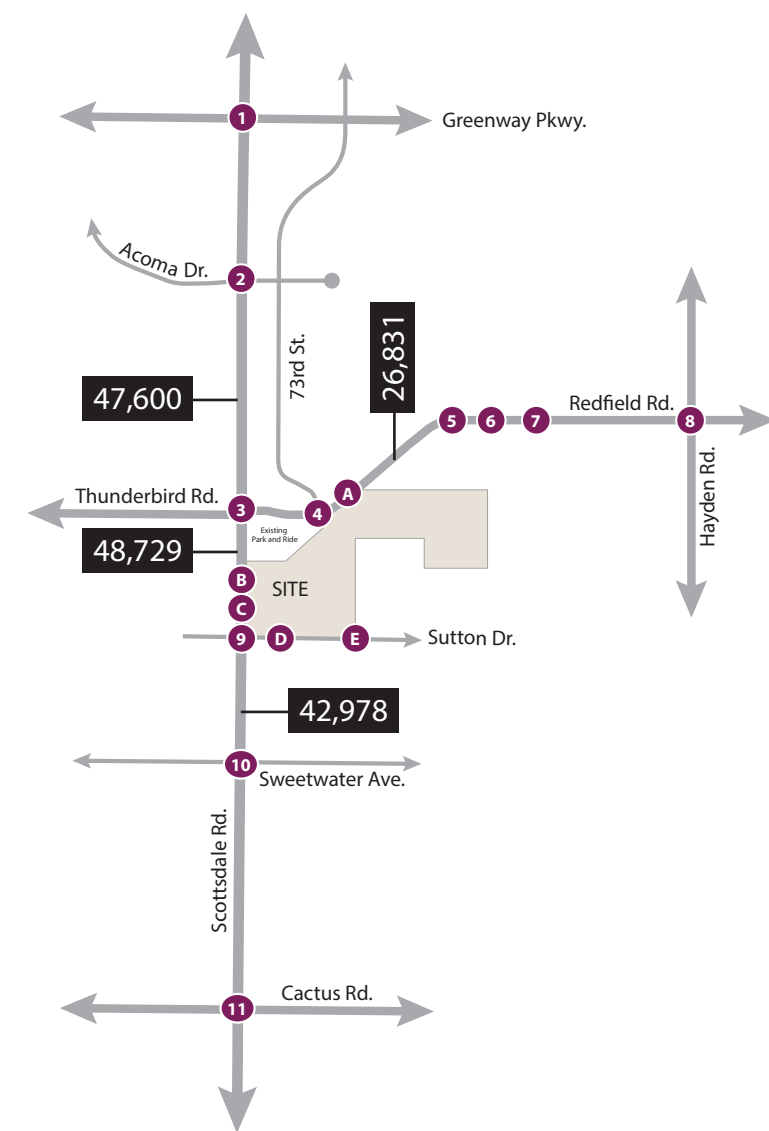 1
Greenway Pkwy.
Acoma Dr.
2
73rd St.
26,831
47,600
Redfield Rd.
5
6
7
8
Hayden Rd.
Thunderbird Rd.
3
4
A
Existing
Park and Ride
48,729
B
SITE
C
9
D
E
Sutton Dr.
42,978
10
Sweetwater Ave.
Scottsdale Rd.
Cactus Rd.
11